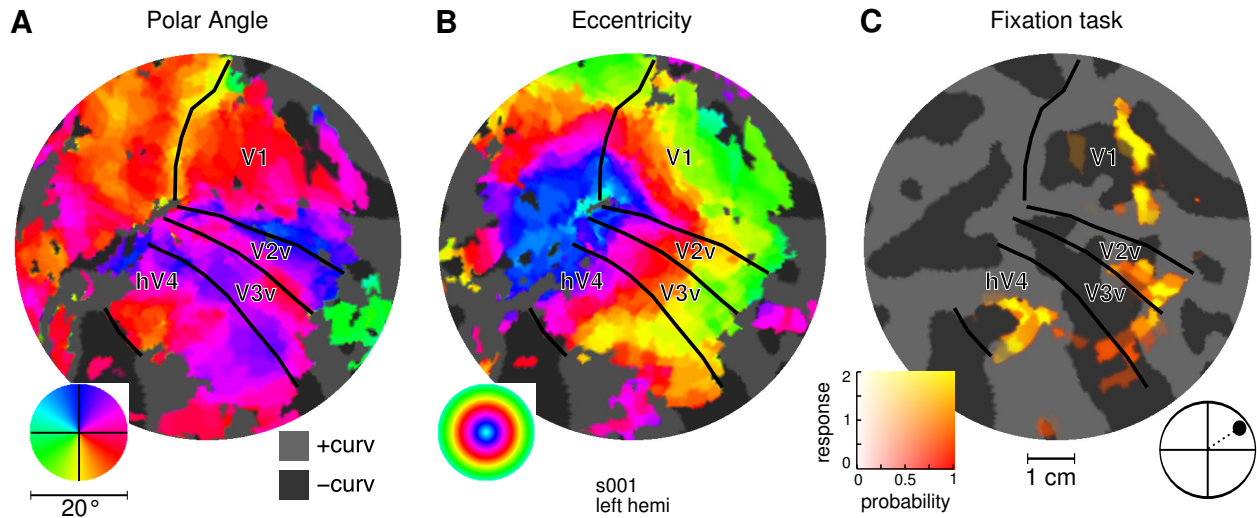 A Polar Angle
B Eccentricity
C Fixation task
V1
V2v
V3v
hV4
20°
+curv
−curv
V1
V2v
V3v
hV4
s001
left hemi
V1
V2v
V3v
hV4
response
2
1
0
0 0.5 1
probability
1 cm